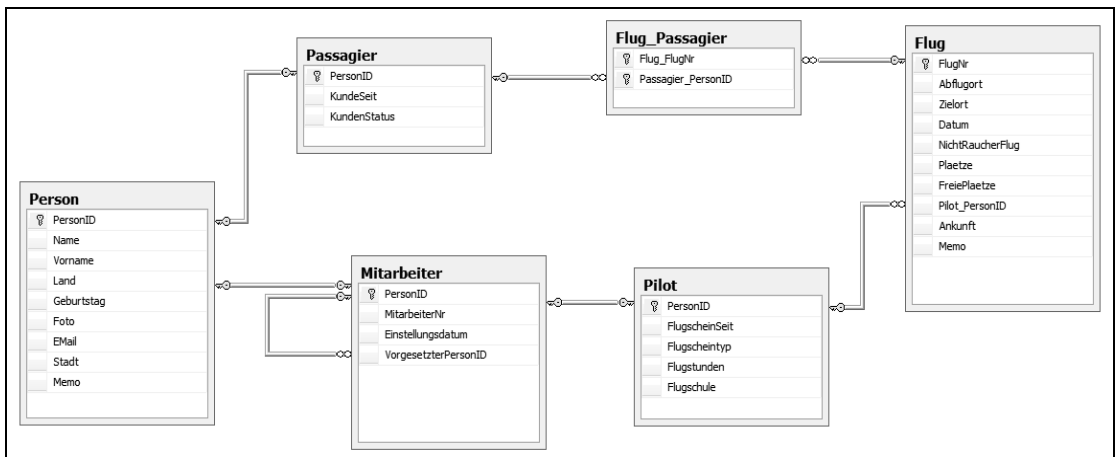 Passagier
PersonID
KundeSeit
KundenStatus
Flug_Passagier
Flug_FlugNr
Passagier_PersonID
Flug
FlugNr
Abflugort
Zielort
Datum
NichtRaucherFlug
Plaetze
FreiePlaetze
Pilot_PersonID
Ankunft
Memo
Person
PersonID
Name
Vorname
Land
Geburtstag
Foto
EMail
Stadt
Memo
Mitarbeiter
PersonID
MitarbeiterNr
Einstellungsdatum
VorgesetzterPersonID
Pilot
PersonID
FlugscheinSeit
Flugscheintyp
Flugstunden
Flugschule